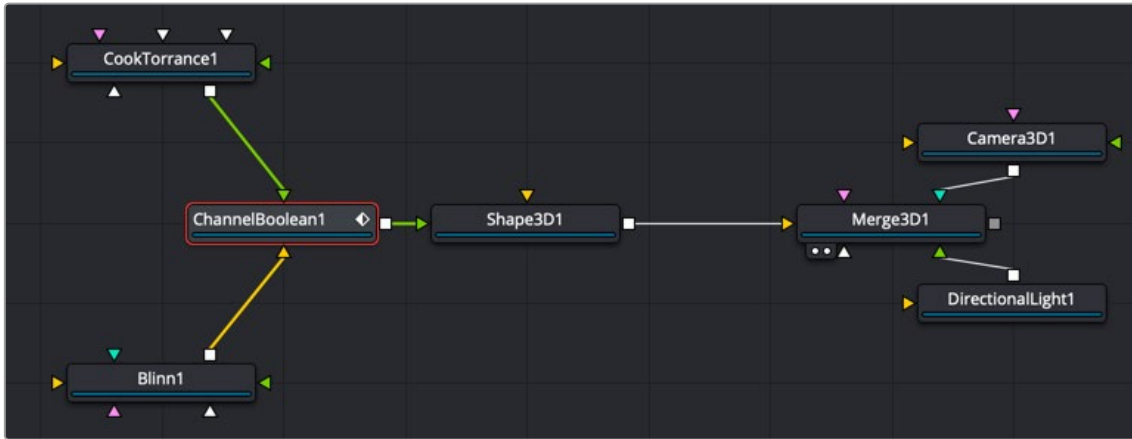 CookTorrance1
Camera3D1
ChannelBoolean1
Shape3D1
Merge3D1
DirectionalLight1
Blinn1